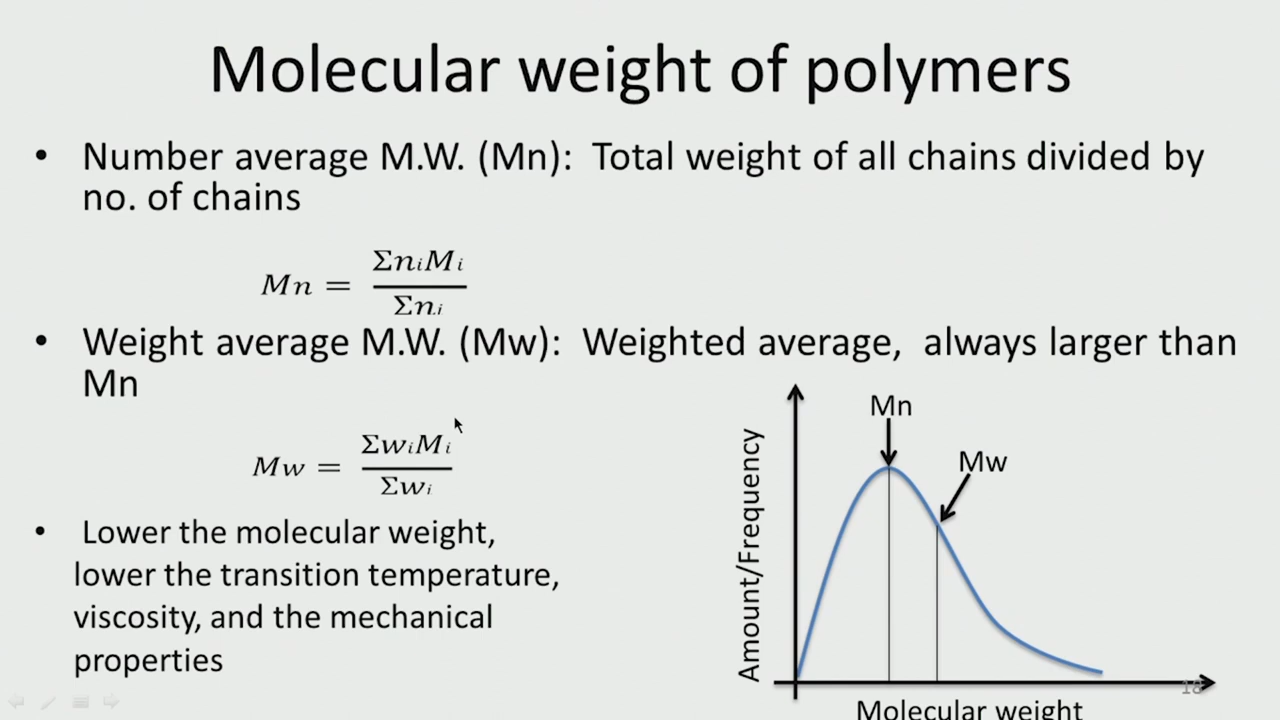 Molecular weight of polymers
• Number average M.W. (Mn): Total weight of all chains divided by
no. of chains
Mn = ΣniMi
Σni
• Weight average M.W. (Mw): Weighted average, always larger than
Mn
Mw = ΣwiMi
Σwi
• Lower the molecular weight,
lower the transition temperature,
viscosity, and the mechanical
properties
Mn
Mw
Amount/Frequency
Molecular weight
18